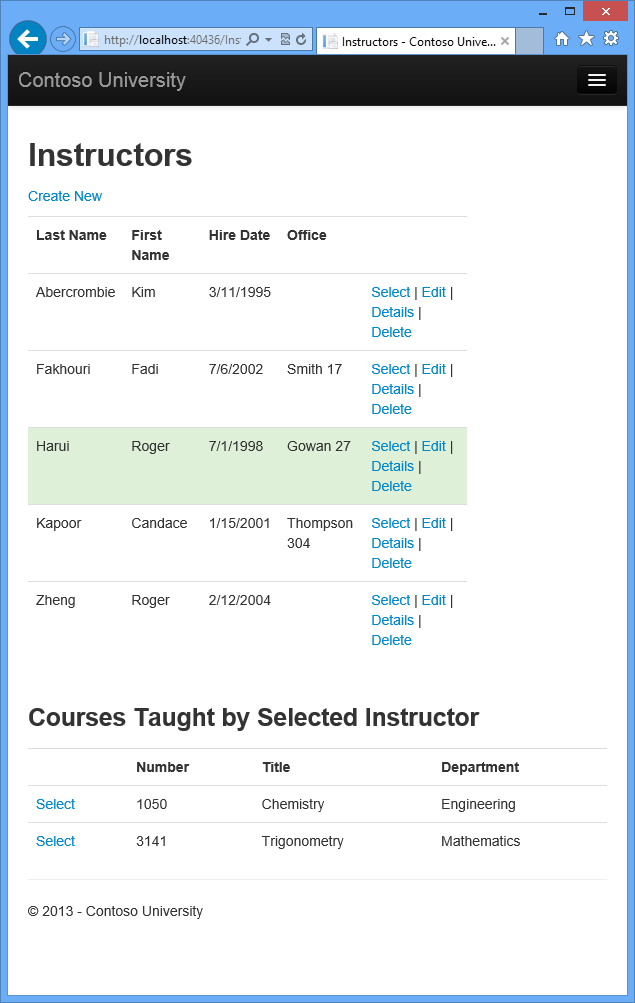 http://localhost:40436/Ins
Instructors - Contoso Unive...
Contoso University
Instructors
Create New
Last Name First Name Hire Date Office
Abercrombie Kim 3/11/1995 Select | Edit |
Details |
Delete
Fakhouri Fadi 7/6/2002 Smith 17 Select | Edit |
Details |
Delete
Harui Roger 7/1/1998 Gowan 27 Select | Edit |
Details |
Delete
Kapoor Candace 1/15/2001 Thompson 304 Select | Edit |
Details |
Delete
Zheng Roger 2/12/2004 Select | Edit |
Details |
Delete
Courses Taught by Selected Instructor
Number Title Department
Select 1050 Chemistry Engineering
Select 3141 Trigonometry Mathematics
© 2013 - Contoso University